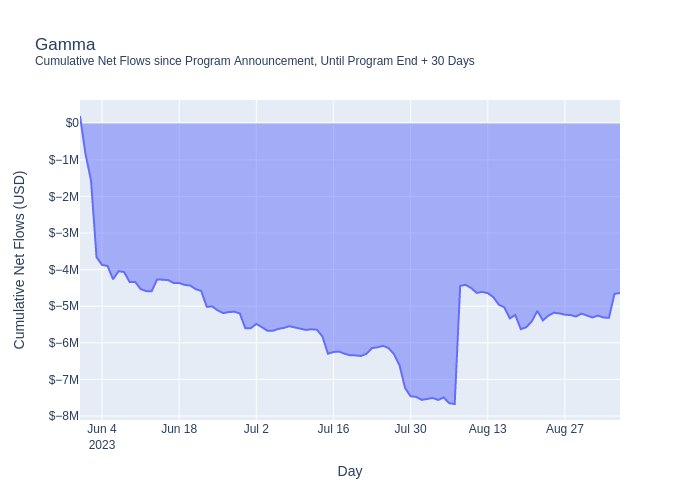 Gamma
Cumulative Net Flows since Program Announcement, Until Program End + 30 Days
Cumulative Net Flows (USD)
$0
$−1M
$−2M
$−3M
$−4M
$−5M
$−6M
$−7M
$−8M
Jun 4 Jun 18 Jul 2 Jul 16 Jul 30 Aug 13 Aug 27
2023
Day